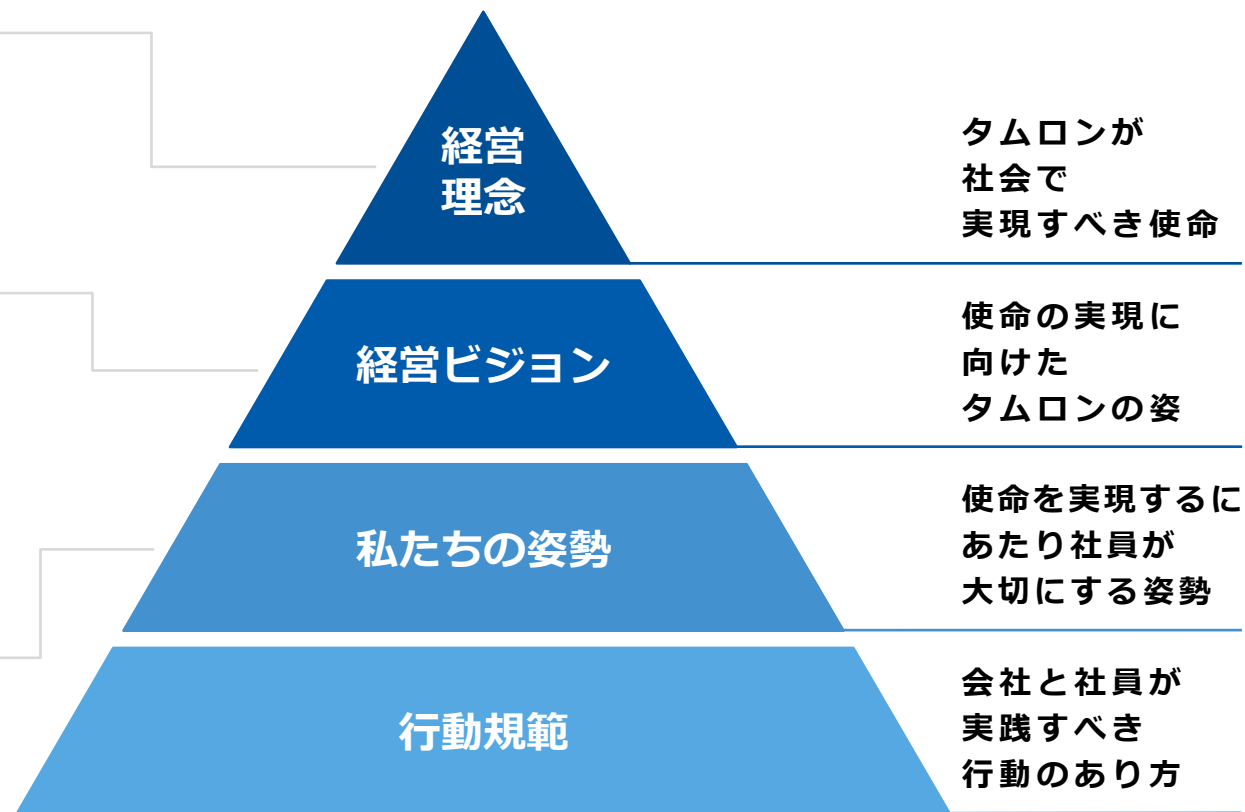 経営
理念
タムロンが
社会で
実現すべき使命
経営ビジョン
使命の実現に
向けた
タムロンの姿
私たちの姿勢
使命を実現するに
あたり社員が
大切にする姿勢
行動規範
会社と社員が
実践すべき
行動のあり方